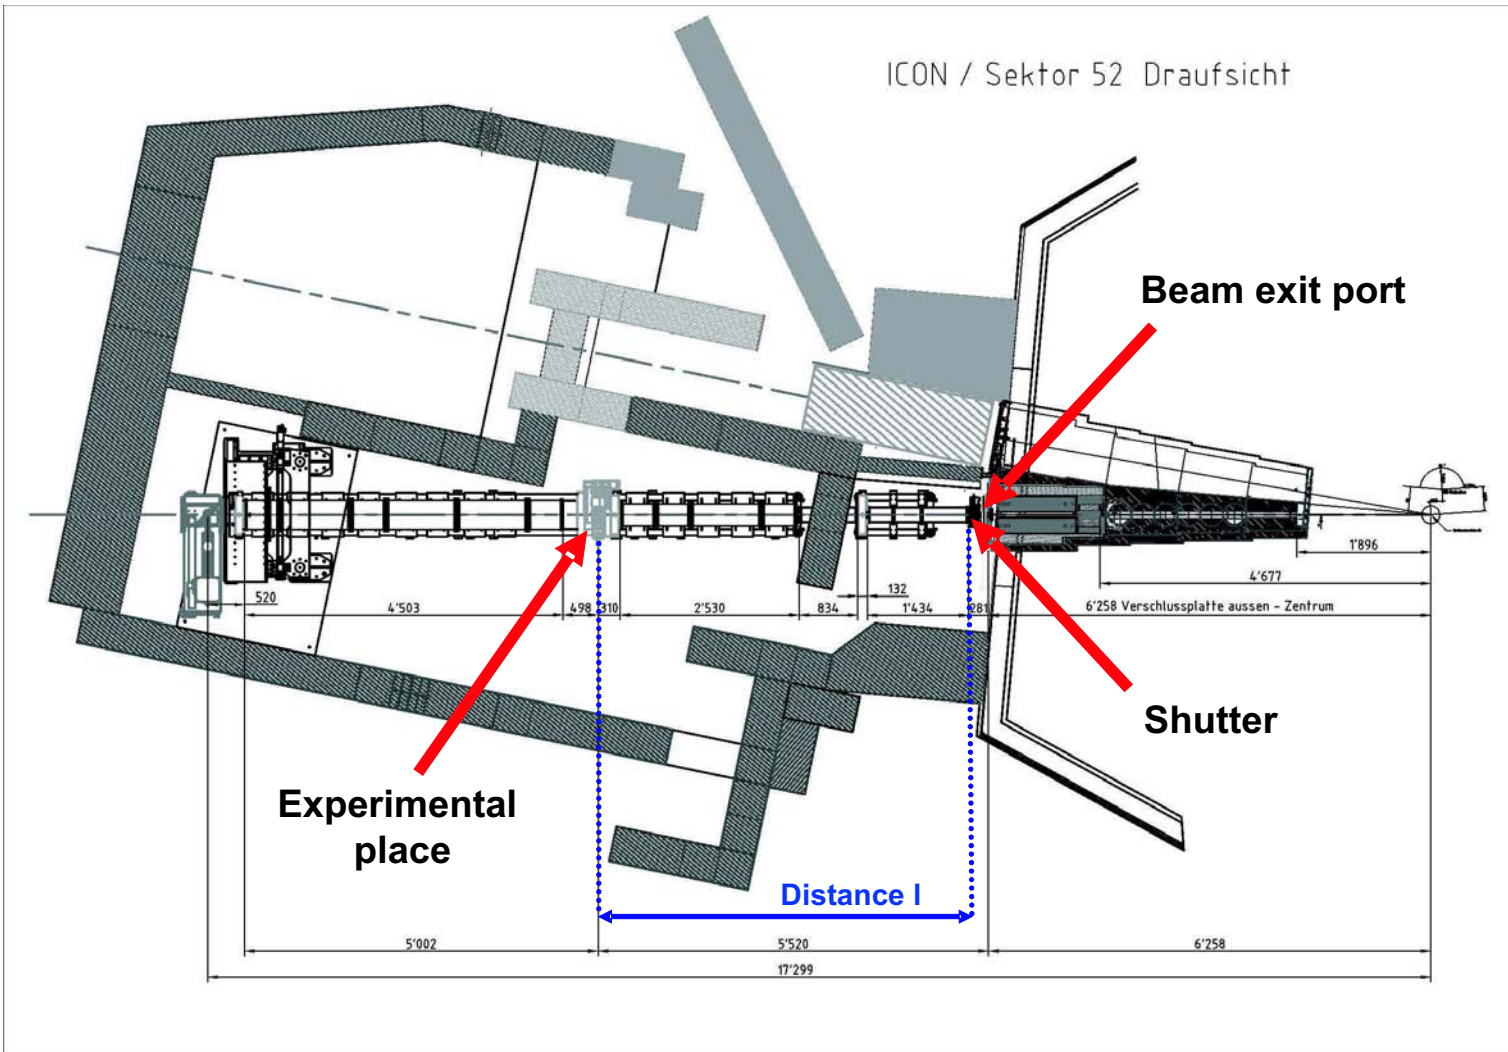 ICON / Sektor 52 Draufsicht
Beam exit port
1'896
4'677
520
4'503
498
310
2'530
834
132
1'434
281
6'258 Verschlussplatte aussen - Zentrum
Shutter
Experimental
place
Distance l
5'002
5'520
6'258
17'299